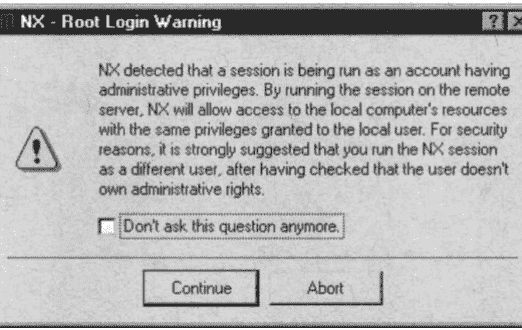 NX - Root Login Warning
NX detected that a session is being run as an account having
administrative privileges. By running the session on the remote
server, NX will allow access to the local computer's resources
with the same privileges granted to the local user. For security
reasons, it is strongly suggested that you run the NX session
as a different user, after having checked that the user doesn't
own administrative rights.
Don't ask this question anymore.
Continue
Abort